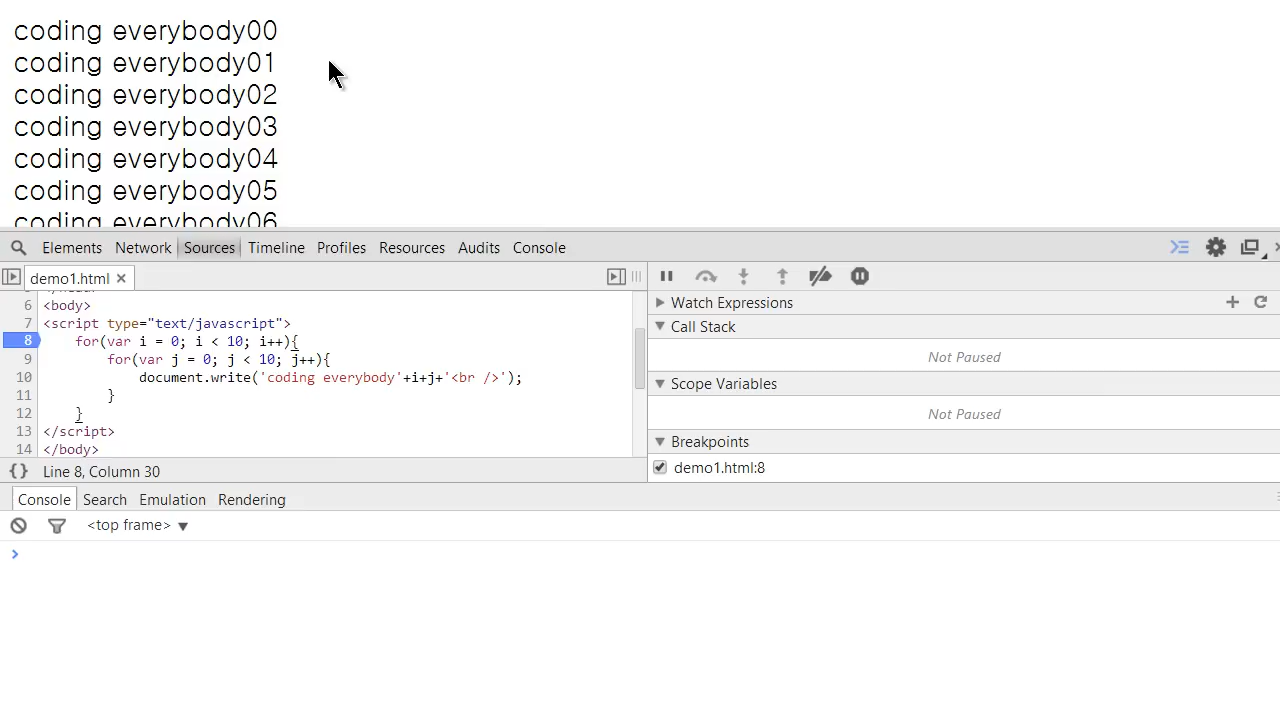 coding everybody00
coding everybody01
coding everybody02
coding everybody03
coding everybody04
coding everybody05
coding everybody06
Elements Network Sources Timeline Profiles Resources Audits Console
demo1.html ×
6 <body>
7 <script type="text/javascript">
8 for(var i = 0; i < 10; i++){
9 for(var j = 0; j < 10; j++){
10 document.write('coding everybody'+i+j+'<br />');
11 }
12 }
13 </script>
14 </body>
{} Line 8, Column 30
Watch Expressions
Call Stack
Not Paused
Scope Variables
Not Paused
Breakpoints
demo1.html:8
Console Search Emulation Rendering
<top frame> ▼
>